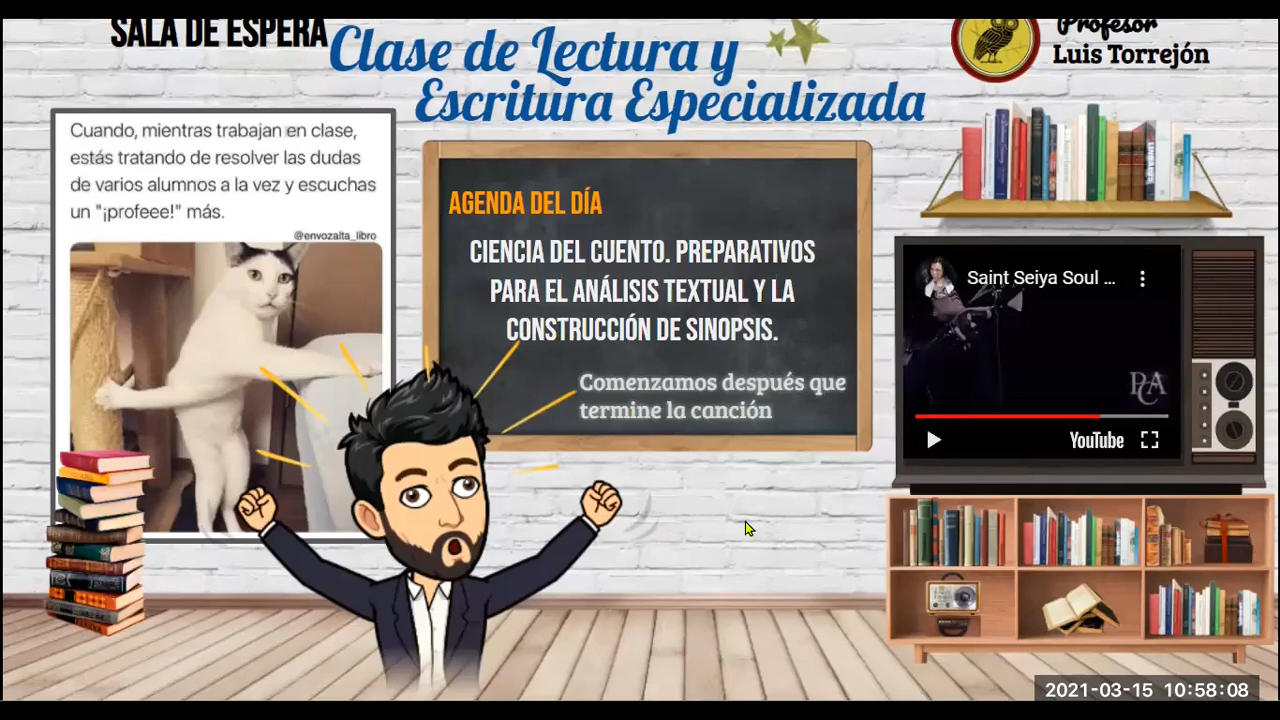 SALA DE ESPERA
Clase de Lectura y
Escritura Especializada
Profesor
Luis Torrejón
Cuando, mientras trabajan en clase,
estás tratando de resolver las dudas
de varios alumnos a la vez y escuchas
un "¡profeee!" más.
@envozalta_libro
AGENDA DEL DÍA
CIENCIA DEL CUENTO. PREPARATIVOS
PARA EL ANÁLISIS TEXTUAL Y LA
CONSTRUCCIÓN DE SINOPSIS.
Comenzamos después que
termine la canción
Saint Seiya Soul ...
PCA
YouTube
2021-03-15 10:58:08